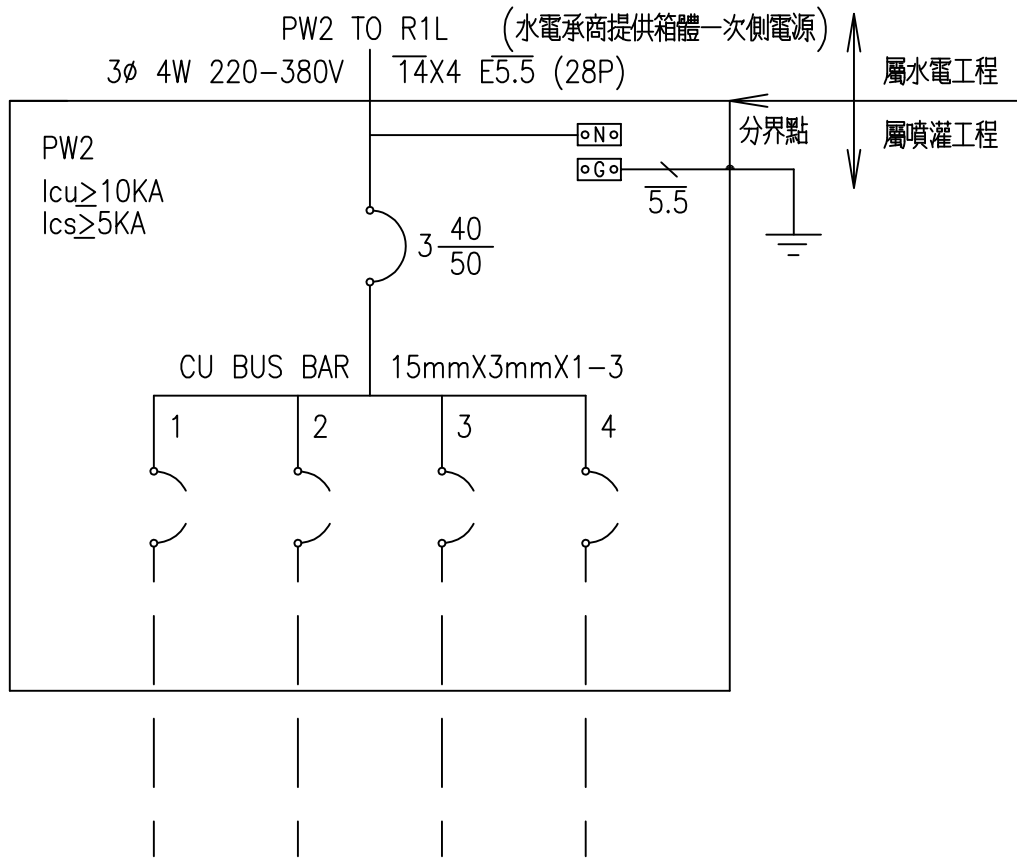 PW2 TO R1L (水電承商提供箱體一次側電源)
3ø 4W 220-380V 14X4 E5.5 (28P)
屬水電工程
分界點
屬噴灌工程
PW2
Icu≥10KA
Ics≥5KA
N
G
5.5
3 40
50
CU BUS BAR 15mmX3mmX1-3
1 2 3 4